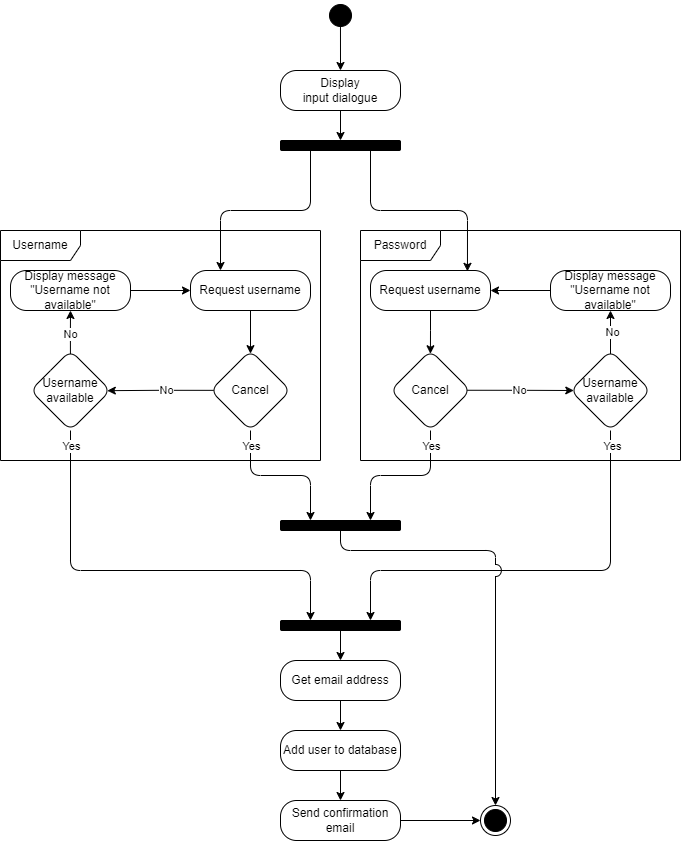 Display
input dialogue
Username
Display message
"Username not
available"
Request username
No
Username
available
No
Cancel
Yes
Yes
Password
Request username
Display message
"Username not
available"
No
Cancel
No
Username
available
Yes
Yes
Get email address
Add user to database
Send confirmation
email